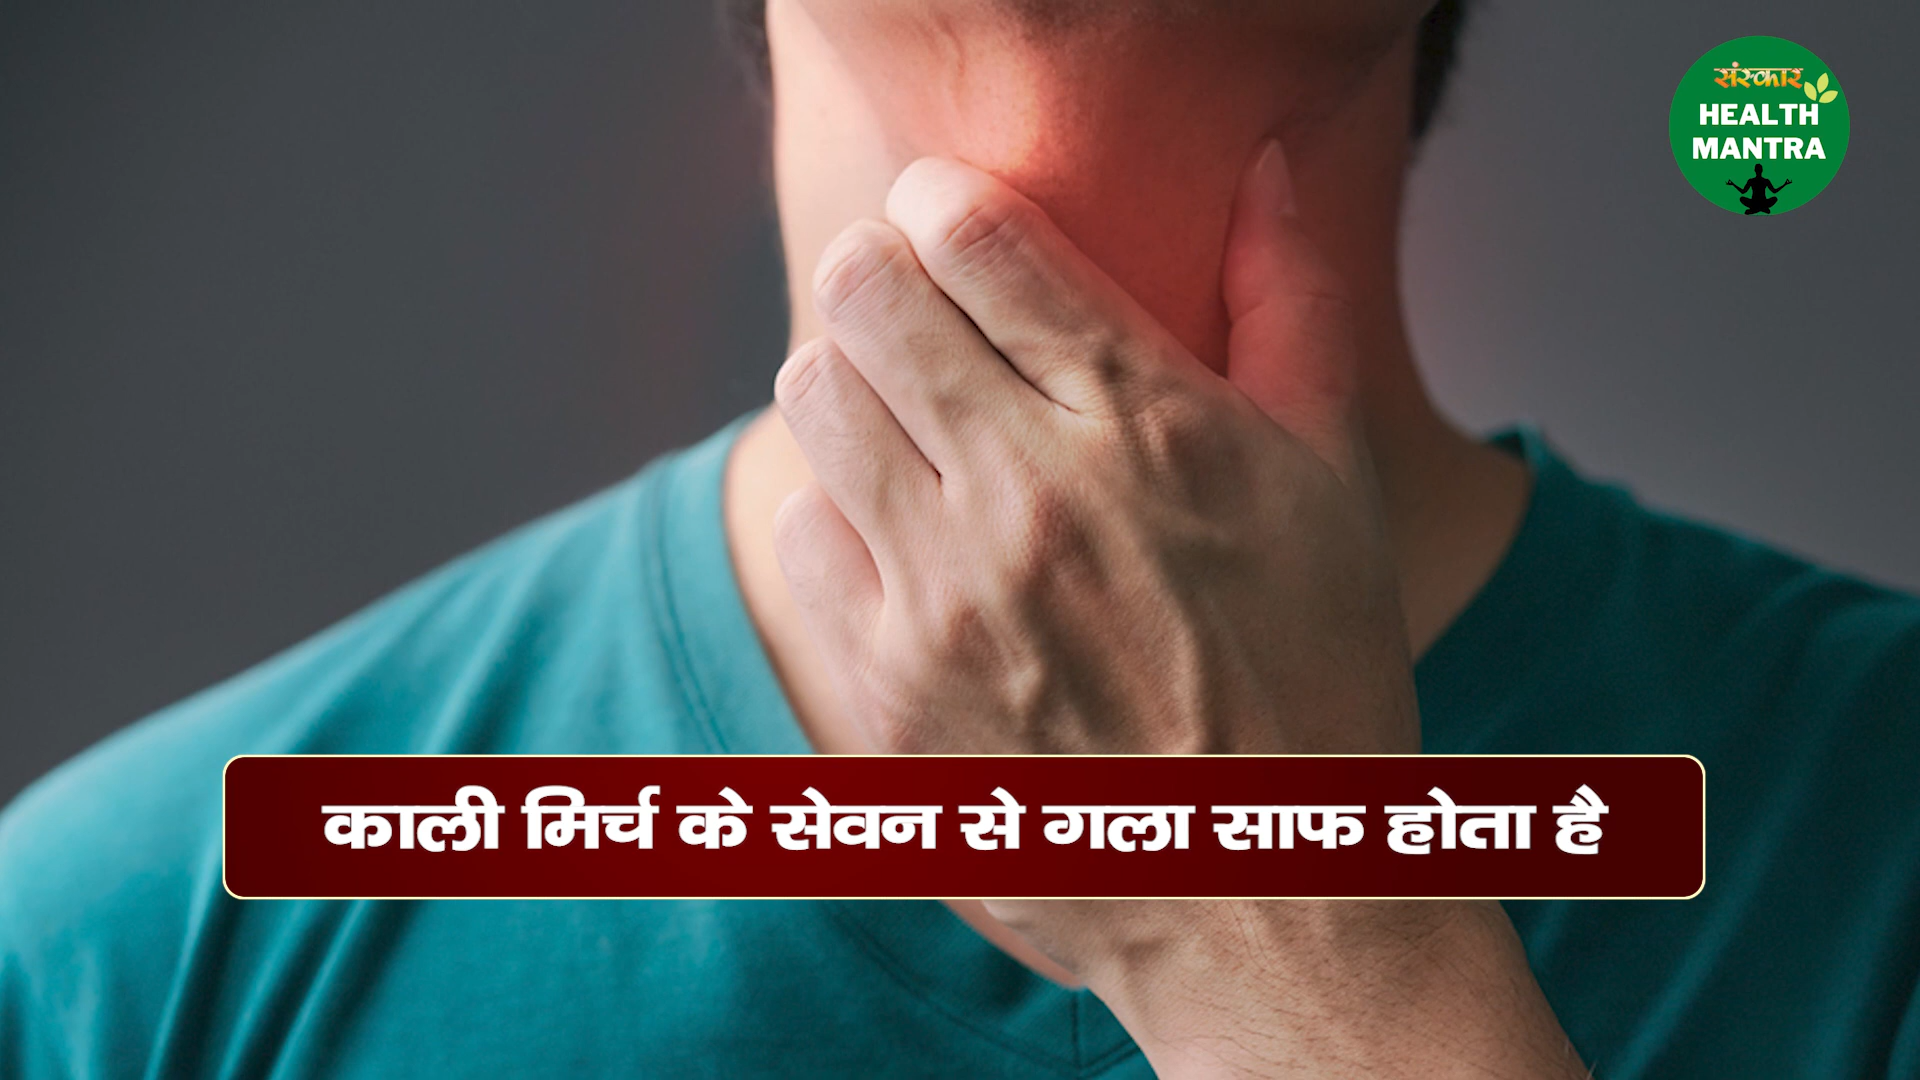 संस्कार
HEALTH
MANTRA
काली मिर्च के सेवन से गला साफ होता है